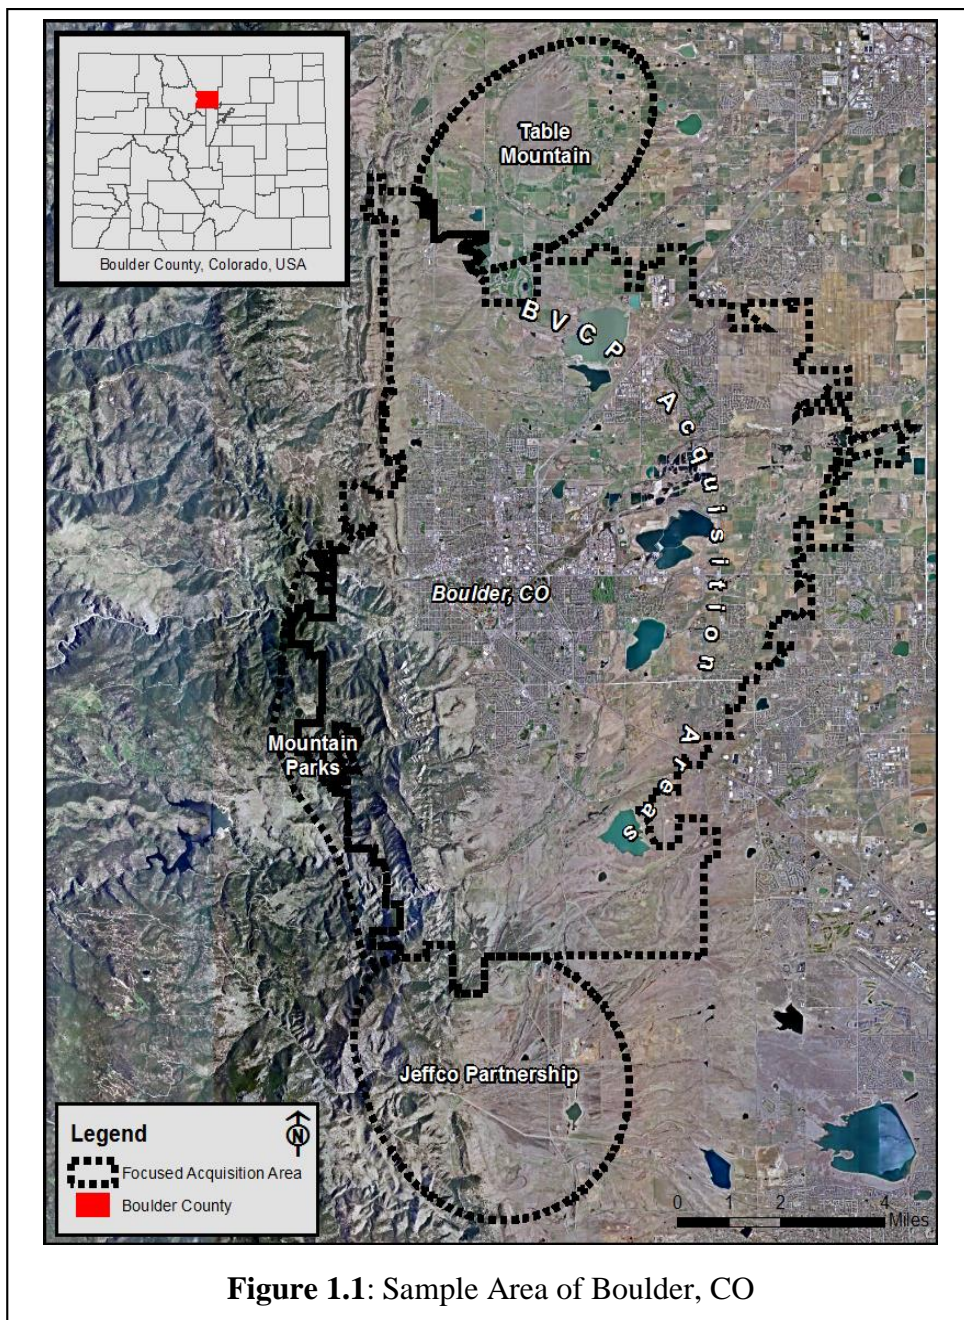 Boulder County, Colorado, USA
Table
Mountain
BVCP Acquisition Areas
Boulder, CO
Mountain
Parks
Jeffco Partnership
Legend
N
Focused Acquisition Area
Boulder County
0 1 2 4
Miles
Figure 1.1: Sample Area of Boulder, CO